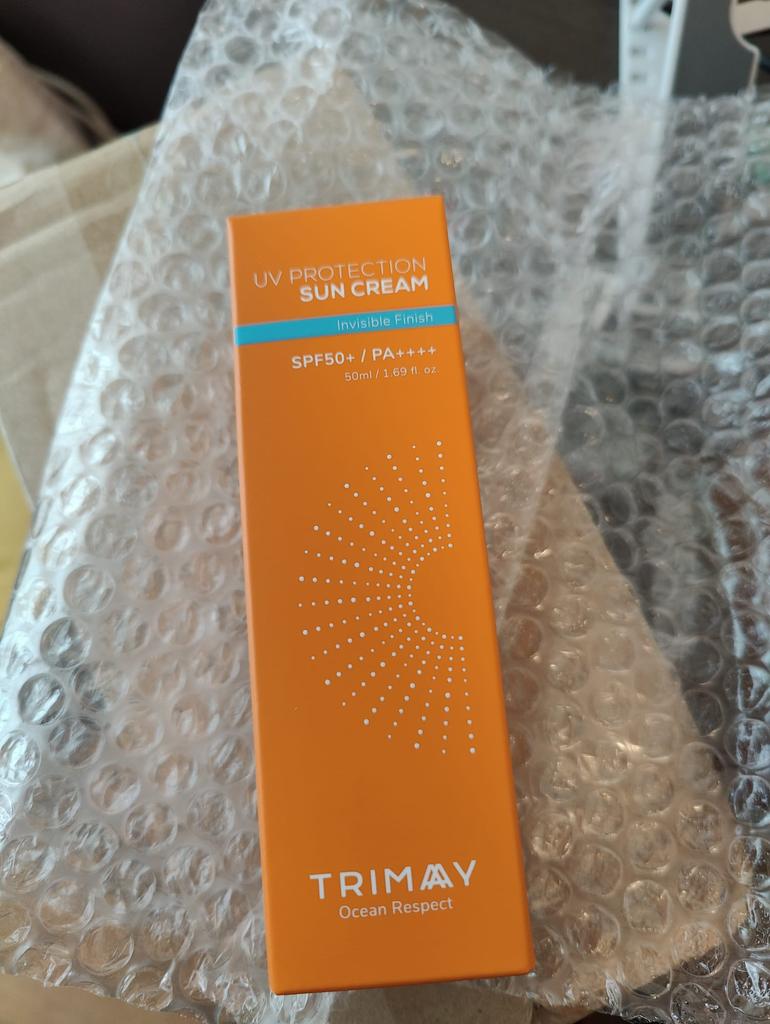 UV PROTECTION
SUN CREAM
Invisible Finish
SPF50+ / PA++++
50ml / 1.69 fl. oz
TRIMAY
Ocean Respect